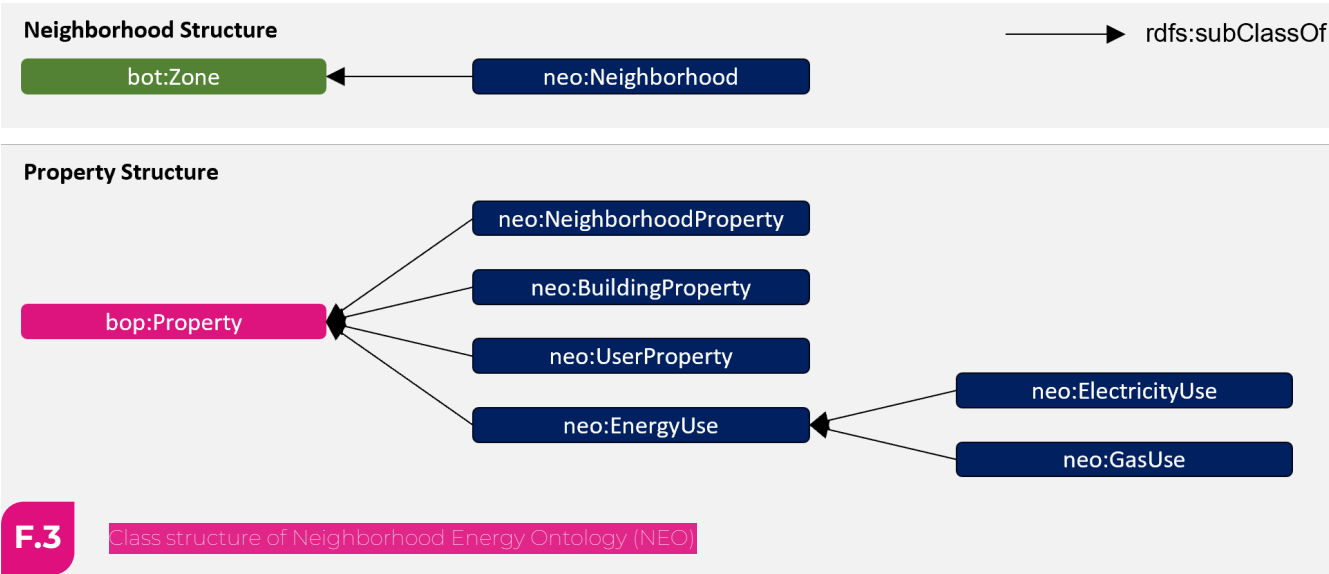 Neighborhood Structure
rdfs:subClassOf
bot:Zone
neo:Neighborhood
Property Structure
neo:NeighborhoodProperty
neo:BuildingProperty
bop:Property
neo:UserProperty
neo:ElectricityUse
neo:EnergyUse
neo:GasUse
F.3
Class structure of Neighborhood Energy Ontology (NEO)